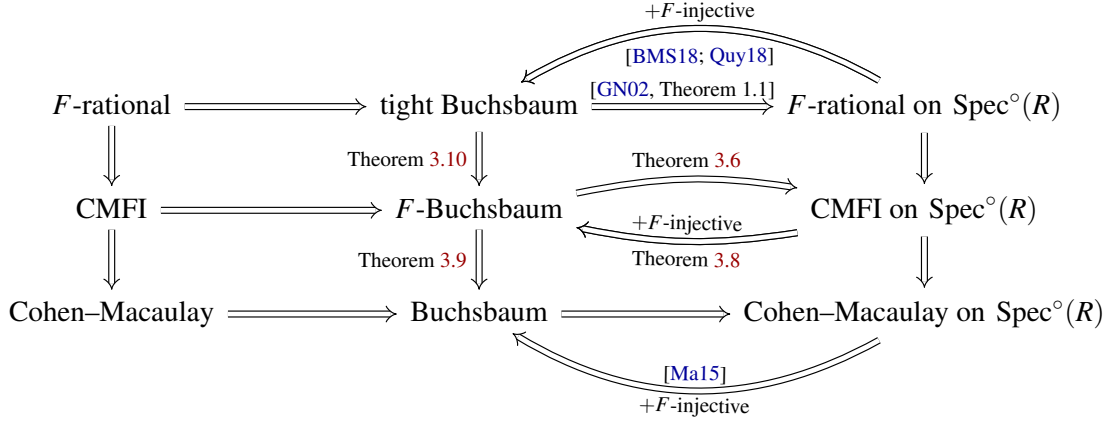 +F-injective
[BMS18; Quy18]
[GN02, Theorem 1.1]
F-rational tight Buchsbaum F-rational on Spec°(R)
Theorem 3.10 Theorem 3.6
CMFI F-Buchsbaum CMFI on Spec°(R)
+F-injective
Theorem 3.9 Theorem 3.8
Cohen–Macaulay Buchsbaum Cohen–Macaulay on Spec°(R)
[Ma15]
+F-injective